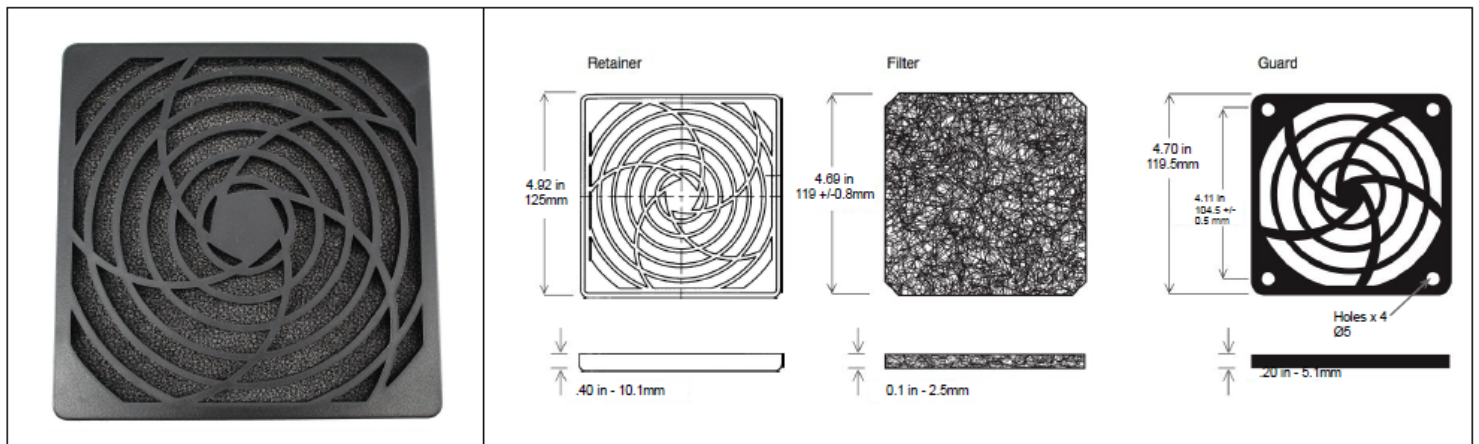 Retainer
Filter
Guard
4.92 in
125mm
4.69 in
119 +/-0.8mm
4.70 in
119.5mm
4.11 in
104.5 +/-
0.5 mm
Holes x 4
Ø5
.40 in - 10.1mm
0.1 in - 2.5mm
.20 in - 5.1mm